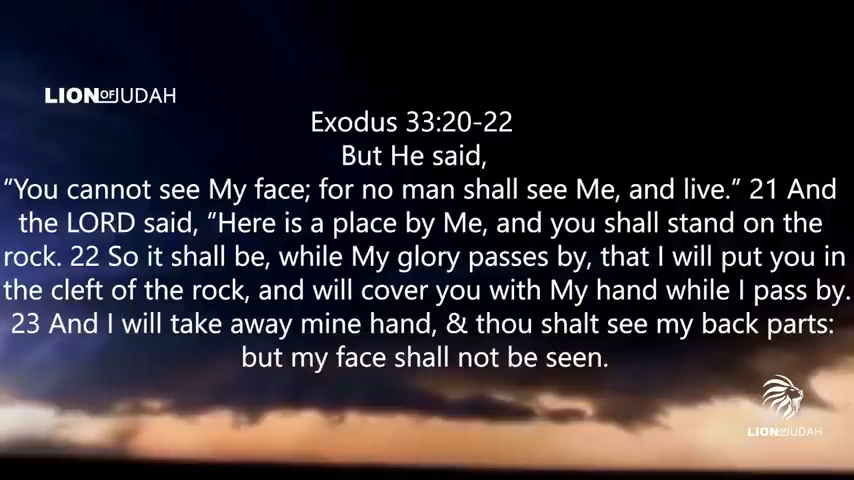 LION OF JUDAH
Exodus 33:20-22
But He said,
“You cannot see My face; for no man shall see Me, and live.” 21 And
the LORD said, “Here is a place by Me, and you shall stand on the
rock. 22 So it shall be, while My glory passes by, that I will put you in
the cleft of the rock, and will cover you with My hand while I pass by.
23 And I will take away mine hand, & thou shalt see my back parts:
but my face shall not be seen.
LION OF JUDAH